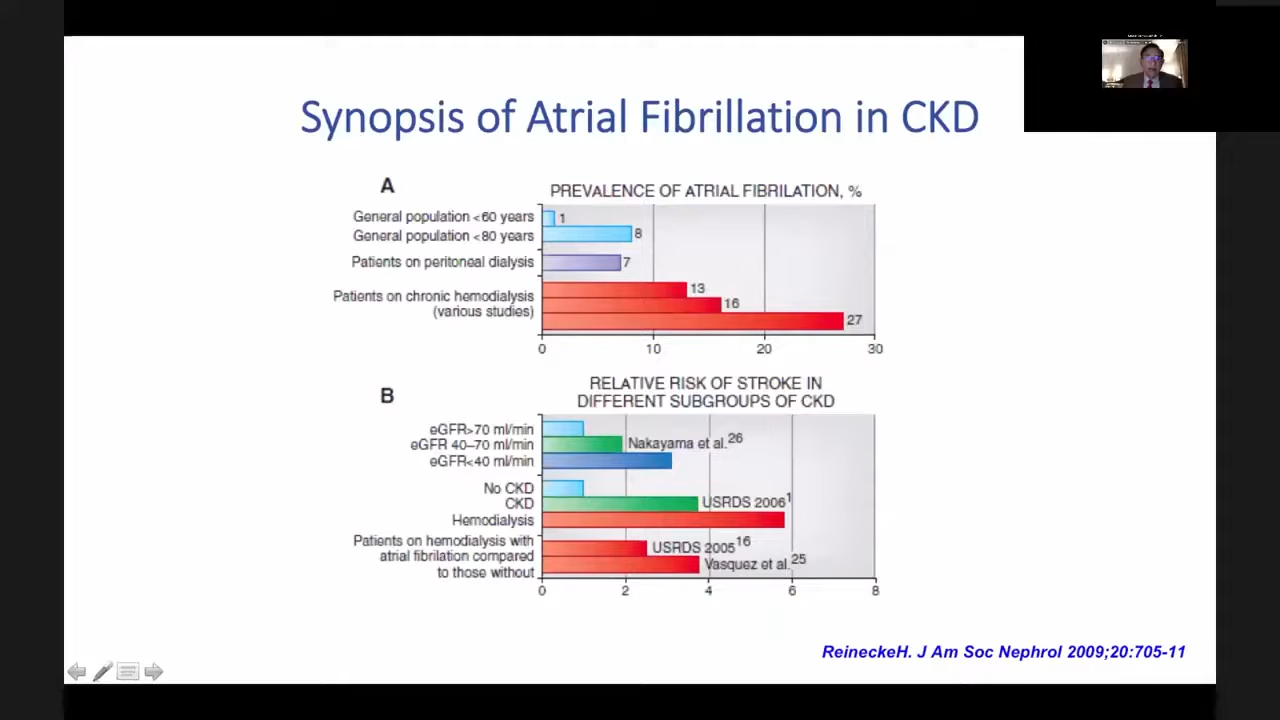 Synopsis of Atrial Fibrillation in CKD
A
PREVALENCE OF ATRIAL FIBRILATION, %
General population <60 years
1
General population <80 years
8
Patients on peritoneal dialysis
7
Patients on chronic hemodialysis
(various studies)
13
16
27
0 10 20 30
B
RELATIVE RISK OF STROKE IN
DIFFERENT SUBGROUPS OF CKD
eGFR>70 ml/min
eGFR 40–70 ml/min
Nakayama et al.26
eGFR<40 ml/min
No CKD
CKD
USRDS 20061
Hemodialysis
Patients on hemodialysis with
atrial fibrilation compared
to those without
USRDS 200516
Vasquez et al.25
0 2 4 6 8
ReineckeH. J Am Soc Nephrol 2009;20:705-11